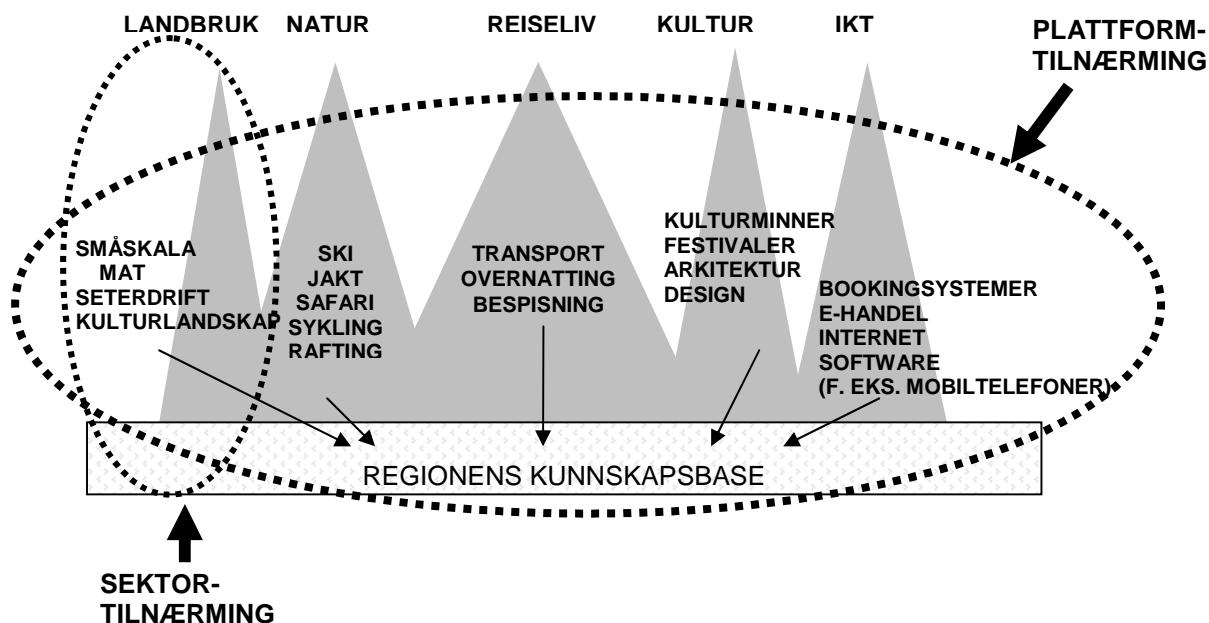 LANDBRUK NATUR REISELIV KULTUR IKT
PLATTFORM-
TILNÆRMING
SMÅSKALA
MAT
SETERDRIFT
KULTURLANDSKAP
SKI
JAKT
SAFARI
SYKLING
RAFTING
TRANSPORT
OVERNATTING
BESPISNING
KULTURMINNER
FESTIVALER
ARKITEKTUR
DESIGN
BOOKINGSYSTEMER
E-HANDEL
INTERNET
SOFTWARE
(F. EKS. MOBILTELEFONER)
REGIONENS KUNNSKAPSBASE
SEKTOR-
TILNÆRMING